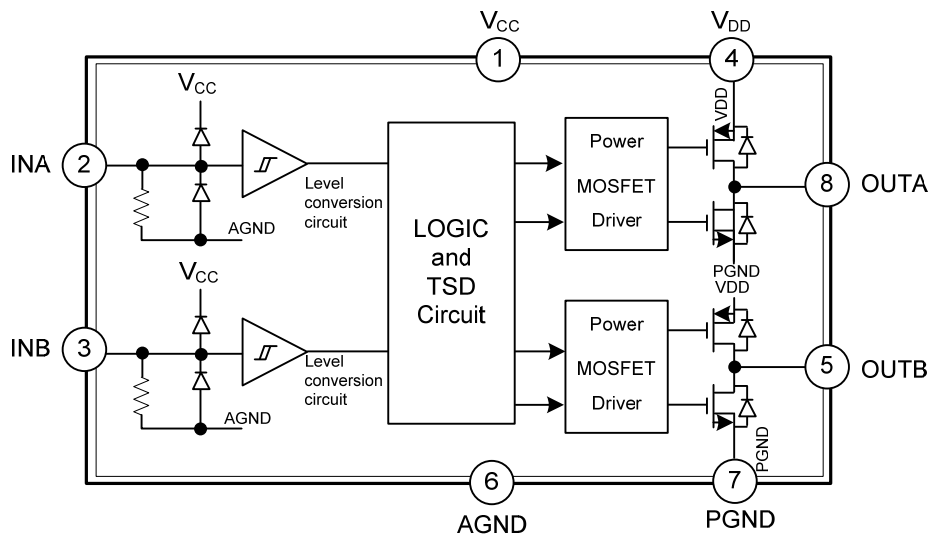 VCC
VDD
1
4
VCC
VDD
INA
2
Level
conversion
circuit
AGND
LOGIC
and
TSD
Circuit
Power
MOSFET
Driver
8
OUTA
PGND
VDD
VCC
INB
3
Level
conversion
circuit
AGND
Power
MOSFET
Driver
5
OUTB
PGND
6
7
AGND
PGND